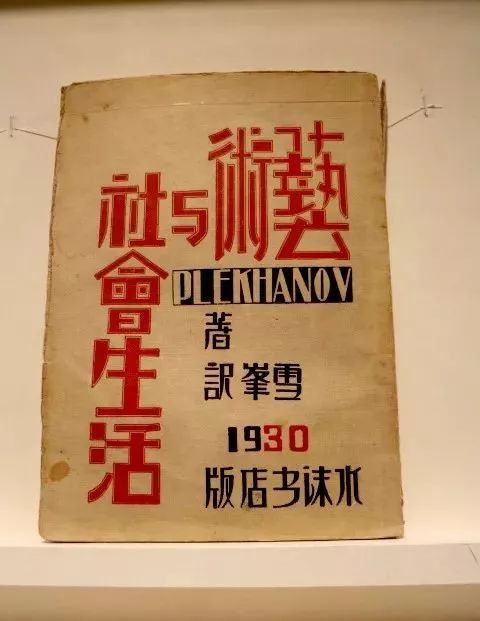 藝術与社會生活
PLEKHANOV
著
雪峯訳
1930
水沫书店版